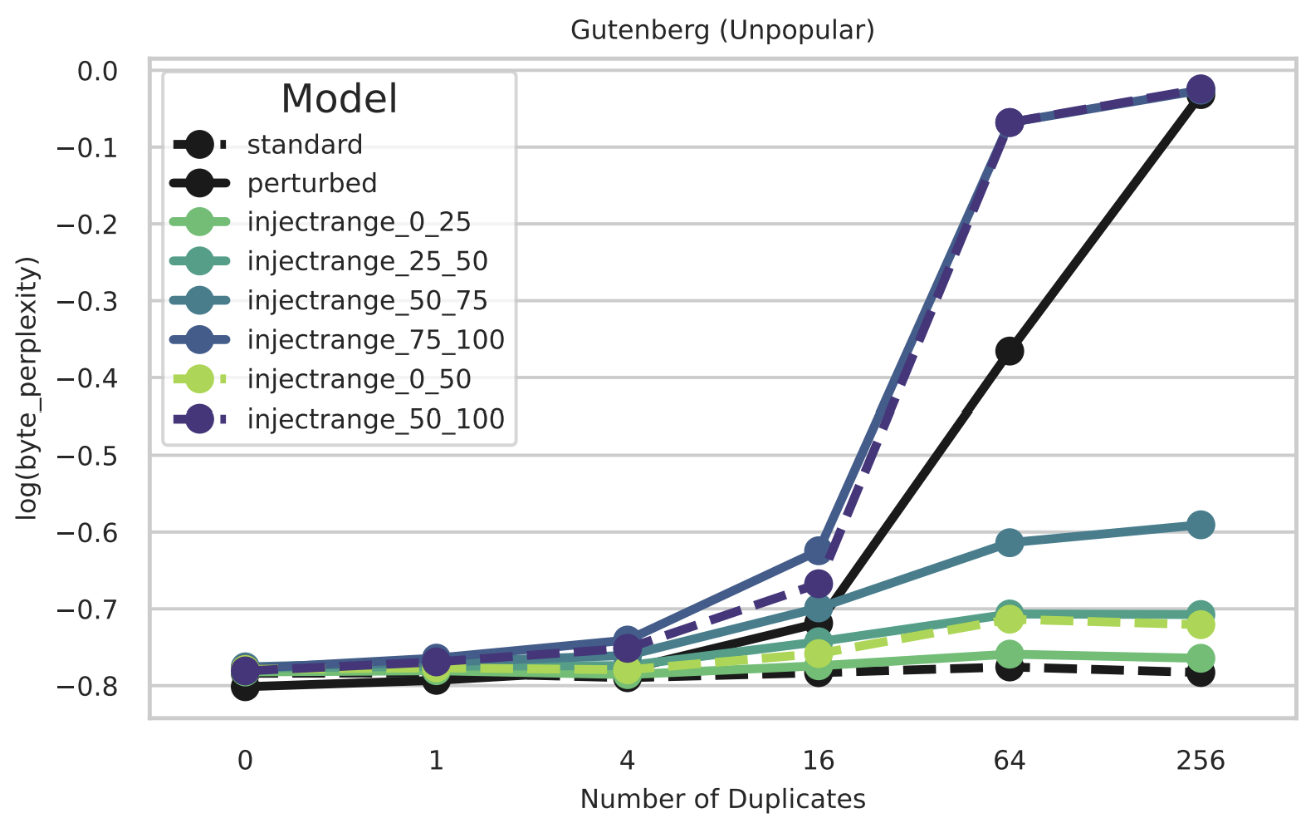 Gutenberg (Unpopular)
log(byte_perplexity)
0.0
−0.1
−0.2
−0.3
−0.4
−0.5
−0.6
−0.7
−0.8
Model
standard
perturbed
injectrange_0_25
injectrange_25_50
injectrange_50_75
injectrange_75_100
injectrange_0_50
injectrange_50_100
0 1 4 16 64 256
Number of Duplicates